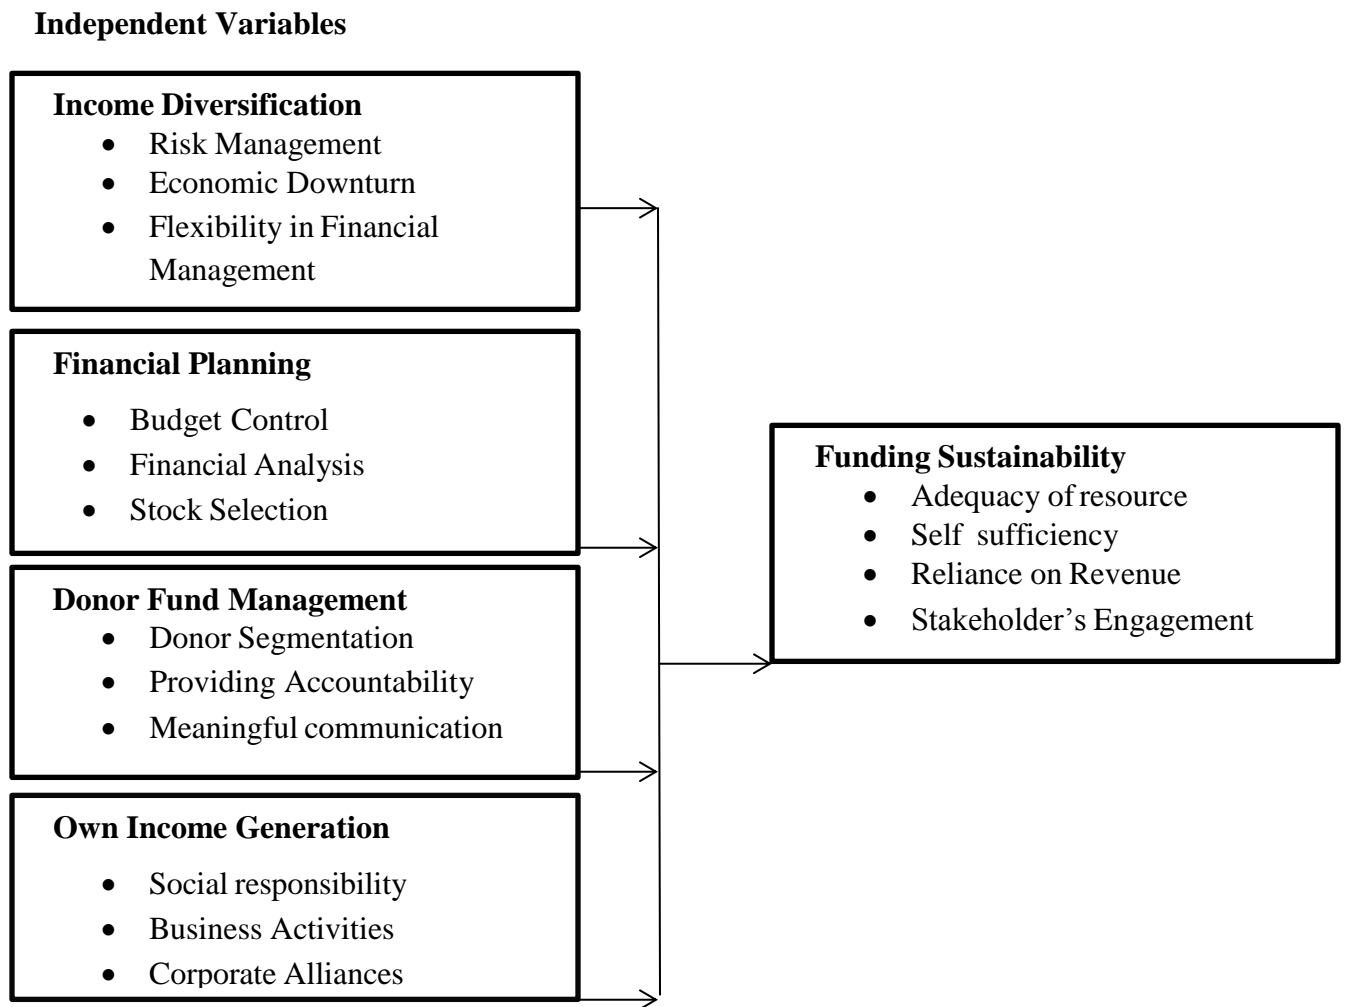 Independent Variables
Income Diversification
• Risk Management
• Economic Downturn
• Flexibility in Financial
Management
Financial Planning
• Budget Control
• Financial Analysis
• Stock Selection
Donor Fund Management
• Donor Segmentation
• Providing Accountability
• Meaningful communication
Own Income Generation
• Social responsibility
• Business Activities
• Corporate Alliances
Funding Sustainability
• Adequacy of resource
• Self sufficiency
• Reliance on Revenue
• Stakeholder’s Engagement